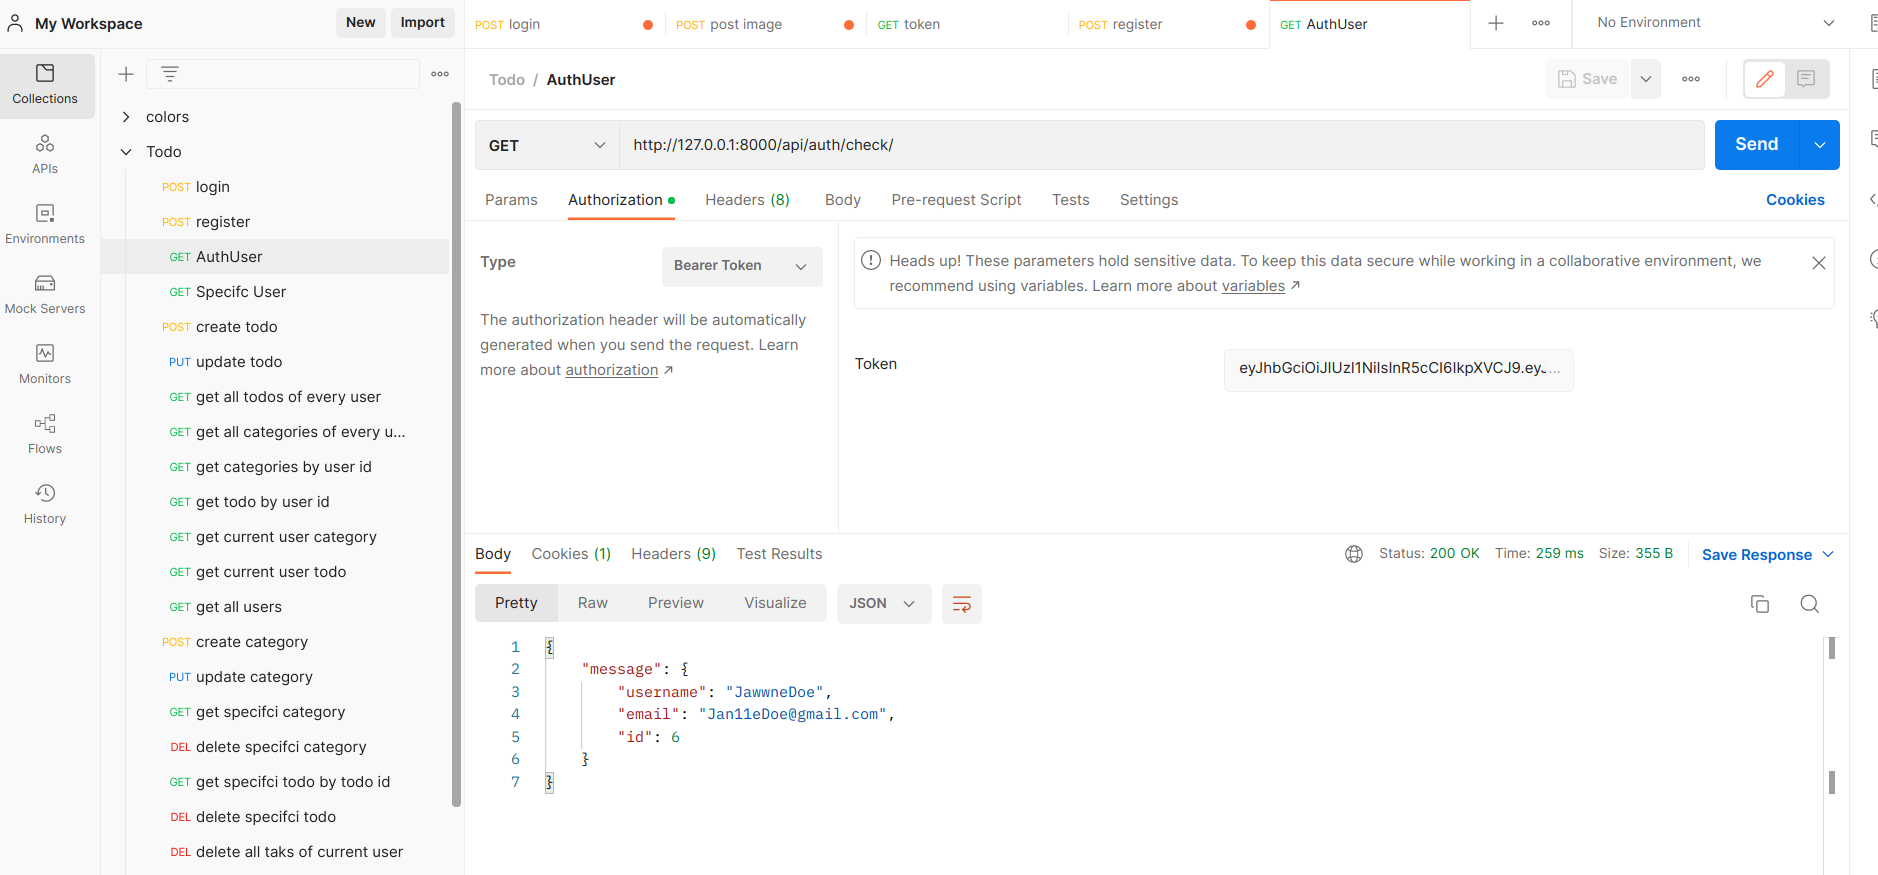 My Workspace
New
Import
POST login
POST post image
GET token
POST register
GET AuthUser
No Environment
Collections
APIs
Environments
Mock Servers
Monitors
Flows
History
colors
Todo
POST login
POST register
GET AuthUser
GET Specifc User
POST create todo
PUT update todo
GET get all todos of every user
GET get all categories of every u...
GET get categories by user id
GET get todo by user id
GET get current user category
GET get current user todo
GET get all users
POST create category
PUT update category
GET get specifci category
DEL delete specifci category
GET get specifci todo by todo id
DEL delete specifci todo
DEL delete all taks of current user
Todo / AuthUser
Save
GET
http://127.0.0.1:8000/api/auth/check/
Send
Params
Authorization
Headers (8)
Body
Pre-request Script
Tests
Settings
Cookies
Type
Bearer Token
The authorization header will be automatically
generated when you send the request. Learn
more about authorization ↗
Heads up! These parameters hold sensitive data. To keep this data secure while working in a collaborative environment, we
recommend using variables. Learn more about variables ↗
Token
eyJhbGciOiJIUzI1NiIsInR5cCI6IkpXVCJ9.eyJ...
Body
Cookies (1)
Headers (9)
Test Results
Status: 200 OK
Time: 259 ms
Size: 355 B
Save Response
Pretty
Raw
Preview
Visualize
JSON
1 {
2 "message": {
3 "username": "JawwneDoe",
4 "email": "Jan11eDoe@gmail.com",
5 "id": 6
6 }
7 }